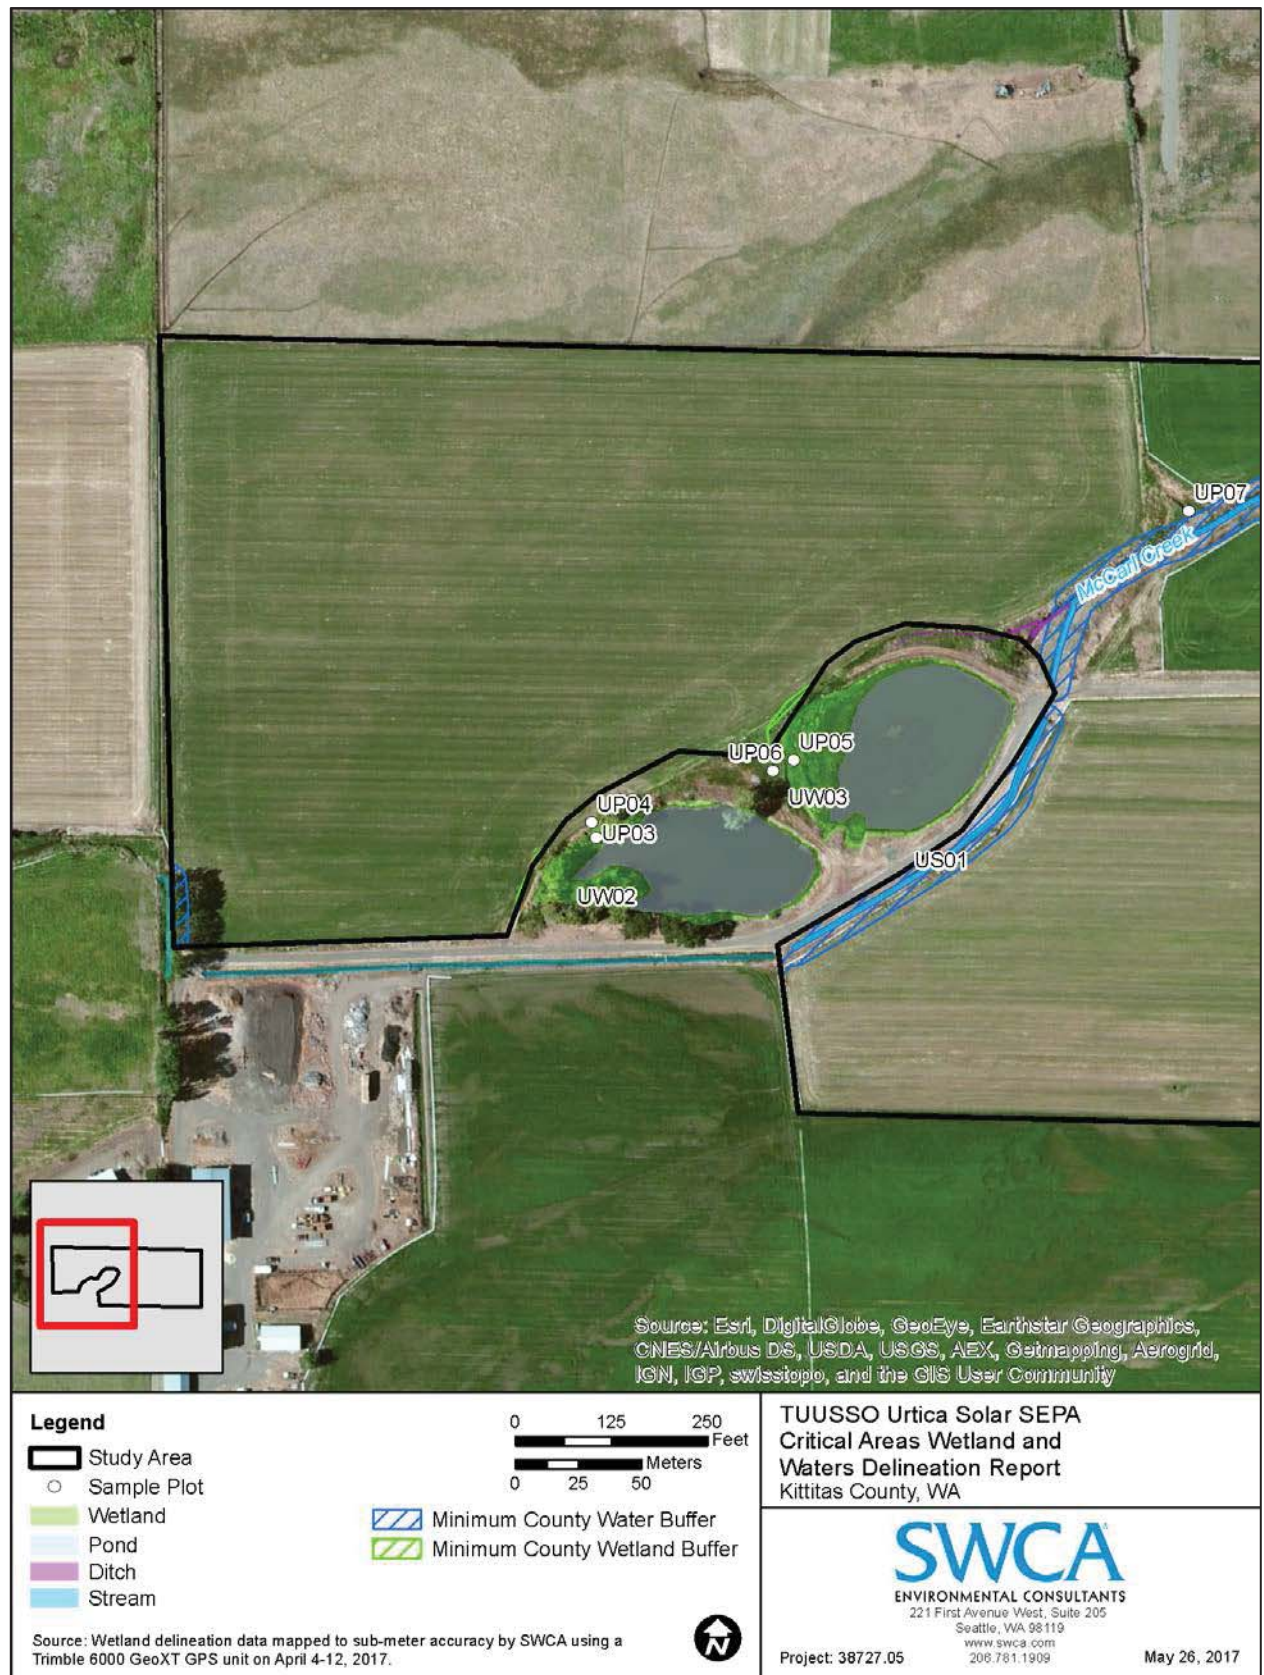 UP07
McCarl Creek
UP06
UP05
UW03
UP04
UP03
UW02
US01
Source: Esri, DigitalGlobe, GeoEye, Earthstar Geographics,
CNES/Airbus DS, USDA, USGS, AEX, Getmapping, Aerogrid,
IGN, IGP, swisstopo, and the GIS User Community
Legend
Study Area
Sample Plot
Wetland
Pond
Ditch
Stream
0 125 250
Feet
Meters
0 25 50
Minimum County Water Buffer
Minimum County Wetland Buffer
Source: Wetland delineation data mapped to sub-meter accuracy by SWCA using a
Trimble 6000 GeoXT GPS unit on April 4-12, 2017.
N
TUUSSO Urtica Solar SEPA
Critical Areas Wetland and
Waters Delineation Report
Kittitas County, WA
SWCA
ENVIRONMENTAL CONSULTANTS
221 First Avenue West, Suite 205
Seattle, WA 98119
www.swca.com
206.781.1909
Project: 38727.05
May 26, 2017